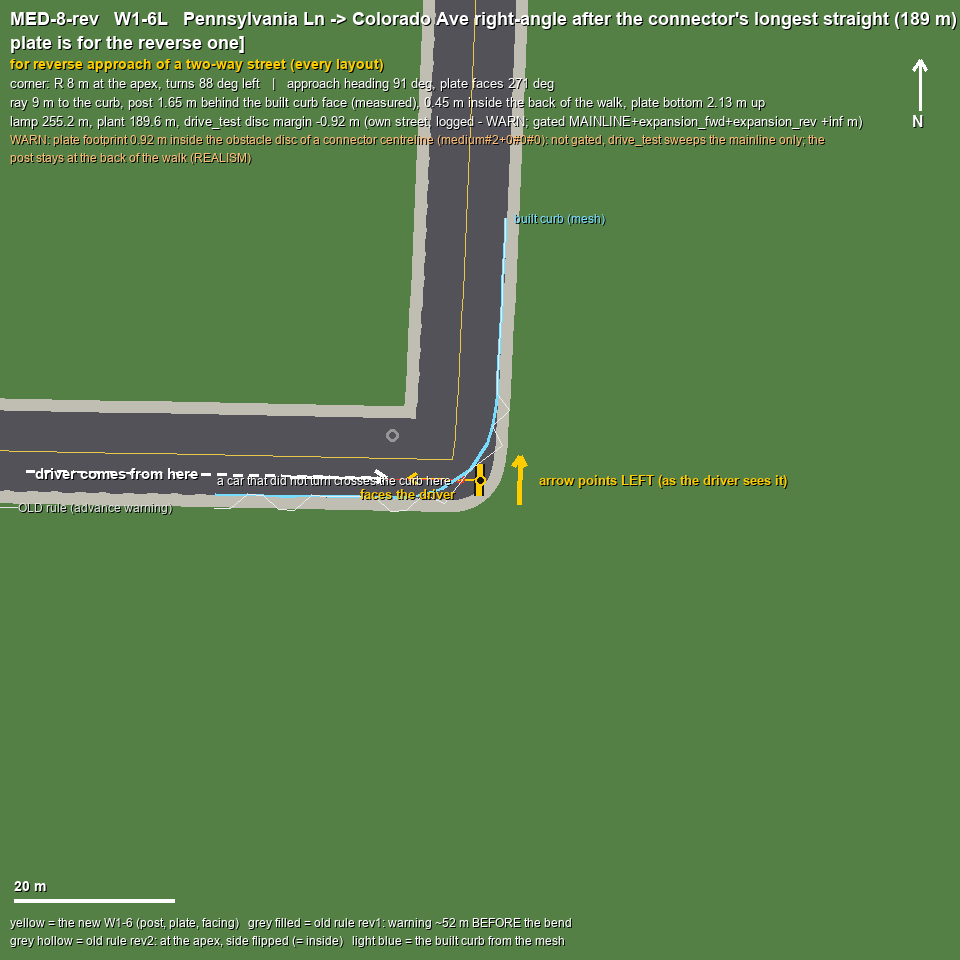 MED-8-rev   W1-6L   Pennsylvania Ln -> Colorado Ave right-angle after the connector's longest straight (189 m)
plate is for the reverse one]
for reverse approach of a two-way street (every layout)
corner: R 8 m at the apex, turns 88 deg left   |   approach heading 91 deg, plate faces 271 deg
ray 9 m to the curb, post 1.65 m behind the built curb face (measured), 0.45 m inside the back of the walk, plate bottom 2.13 m up
lamp 255.2 m, plant 189.6 m, drive_test disc margin -0.92 m (own street, logged - WARN; gated MAINLINE+expansion_fwd+expansion_rev +inf m)
WARN: plate footprint 0.92 m inside the obstacle disc of a connector centreline (medium#2+0#0#0): not gated, drive_test sweeps the mainline only; the
post stays at the back of the walk (REALISM)
N
built curb (mesh)
driver comes from here
a car that did not turn crosses the curb here
arrow points LEFT (as the driver sees it)
faces the driver
OLD rule (advance warning)
20 m
yellow = the new W1-6 (post, plate, facing)   grey filled = old rule rev1: warning ~52 m BEFORE the bend
grey hollow = old rule rev2: at the apex, side flipped (= inside)   light blue = the built curb from the mesh